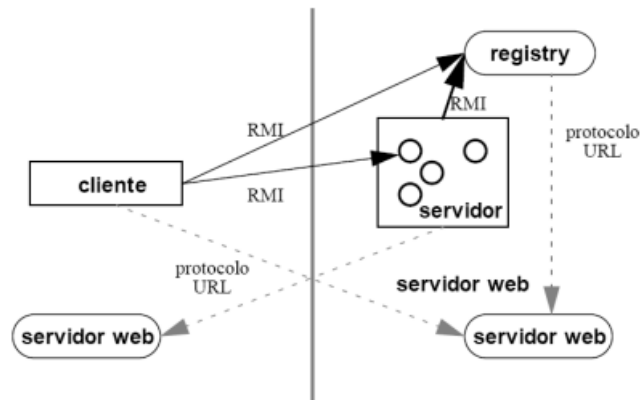 registry
RMI
RMI
protocolo
URL
cliente
RMI
servidor
protocolo
URL
servidor web
servidor web
servidor web